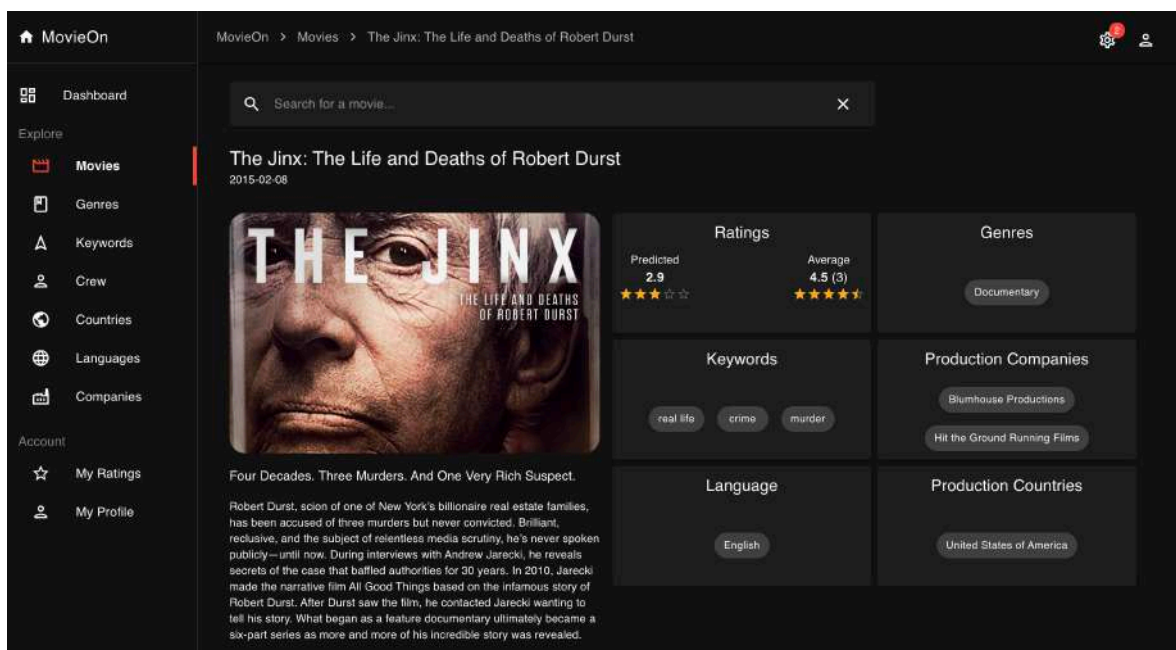 MovieOn
MovieOn > Movies > The Jinx: The Life and Deaths of Robert Durst
2
Dashboard
Explore
Movies
Genres
Keywords
Crew
Countries
Languages
Companies
Account
My Ratings
My Profile
Search for a movie...
The Jinx: The Life and Deaths of Robert Durst
2015-02-08
THE JINX
THE LIFE AND DEATHS
OF ROBERT DURST
Four Decades. Three Murders. And One Very Rich Suspect.
Robert Durst, scion of one of New York's billionaire real estate families,
has been accused of three murders but never convicted. Brilliant,
reclusive, and the subject of relentless media scrutiny, he's never spoken
publicly—until now. During interviews with Andrew Jarecki, he reveals
secrets of the case that baffled authorities for 30 years. In 2010, Jarecki
made the narrative film All Good Things based on the infamous story of
Robert Durst. After Durst saw the film, he contacted Jarecki wanting to
tell his story. What began as a feature documentary ultimately became a
six-part series as more and more of his incredible story was revealed.
Ratings
Predicted
2.9
Average
4.5 (3)
Genres
Documentary
Keywords
real life
crime
murder
Production Companies
Blumhouse Productions
Hit the Ground Running Films
Language
English
Production Countries
United States of America